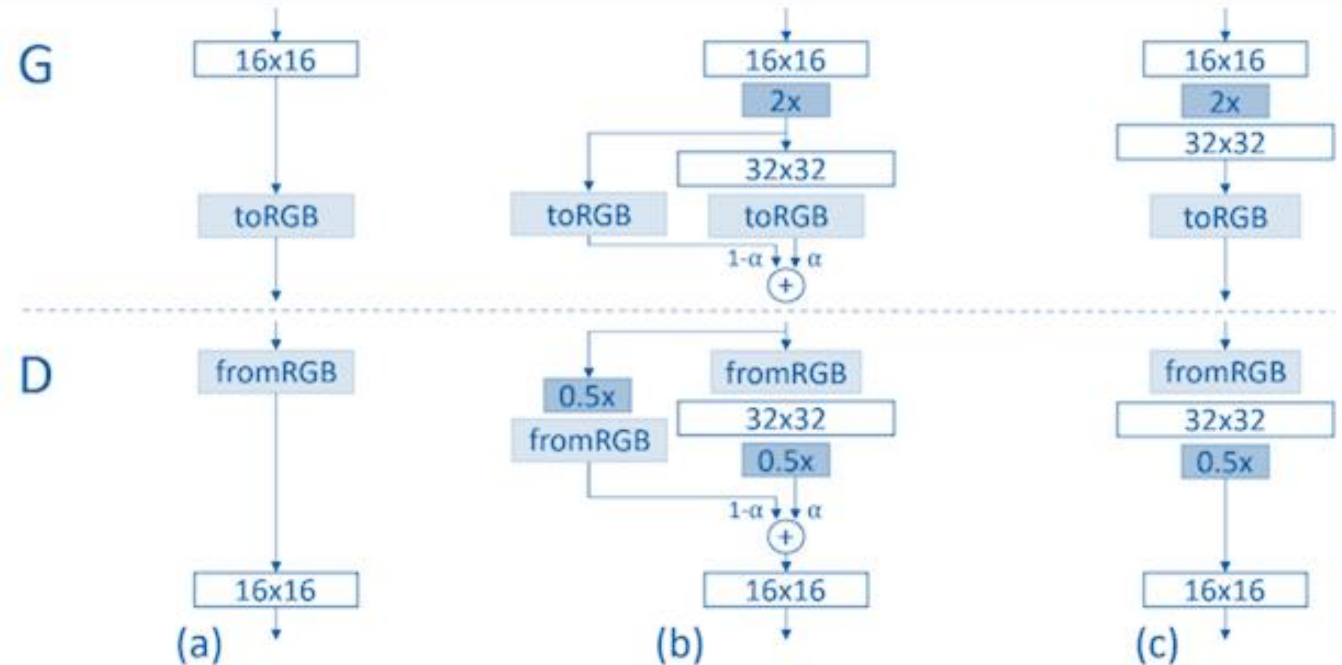 G
16x16
toRGB
16x16
2x
32x32
toRGB
toRGB
1-α
α
+
16x16
2x
32x32
toRGB
D
fromRGB
16x16
0.5x
fromRGB
fromRGB
32x32
0.5x
1-α
α
+
16x16
fromRGB
32x32
0.5x
16x16
(a)
(b)
(c)